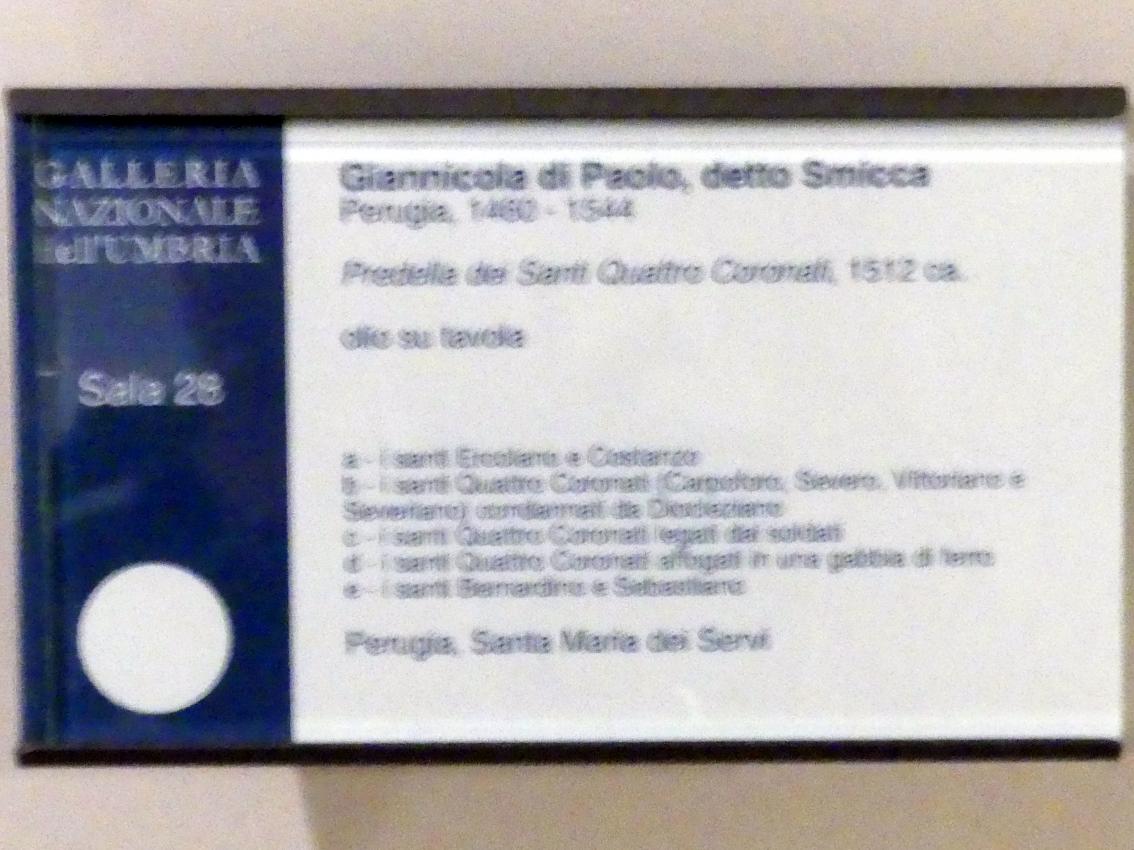 GALLERIA
NAZIONALE
dell'UMBRIA
Sala 28
Giannicola di Paolo, detto Smicca
Perugia, 1460 - 1544
Predella dei Santi Quattro Coronati, 1512 ca.
olio su tavola
a - i santi Ercolano e Costanzo
b - i santi Quattro Coronati (Carpoforo, Severo, Vittoriano e
Severiano) condannati da Diocleziano
c - i santi Quattro Coronati legati dai soldati
d - i santi Quattro Coronati affogati in una gabbia di ferro
e - i santi Bernardino e Sebastiano
Perugia, Santa Maria dei Servi